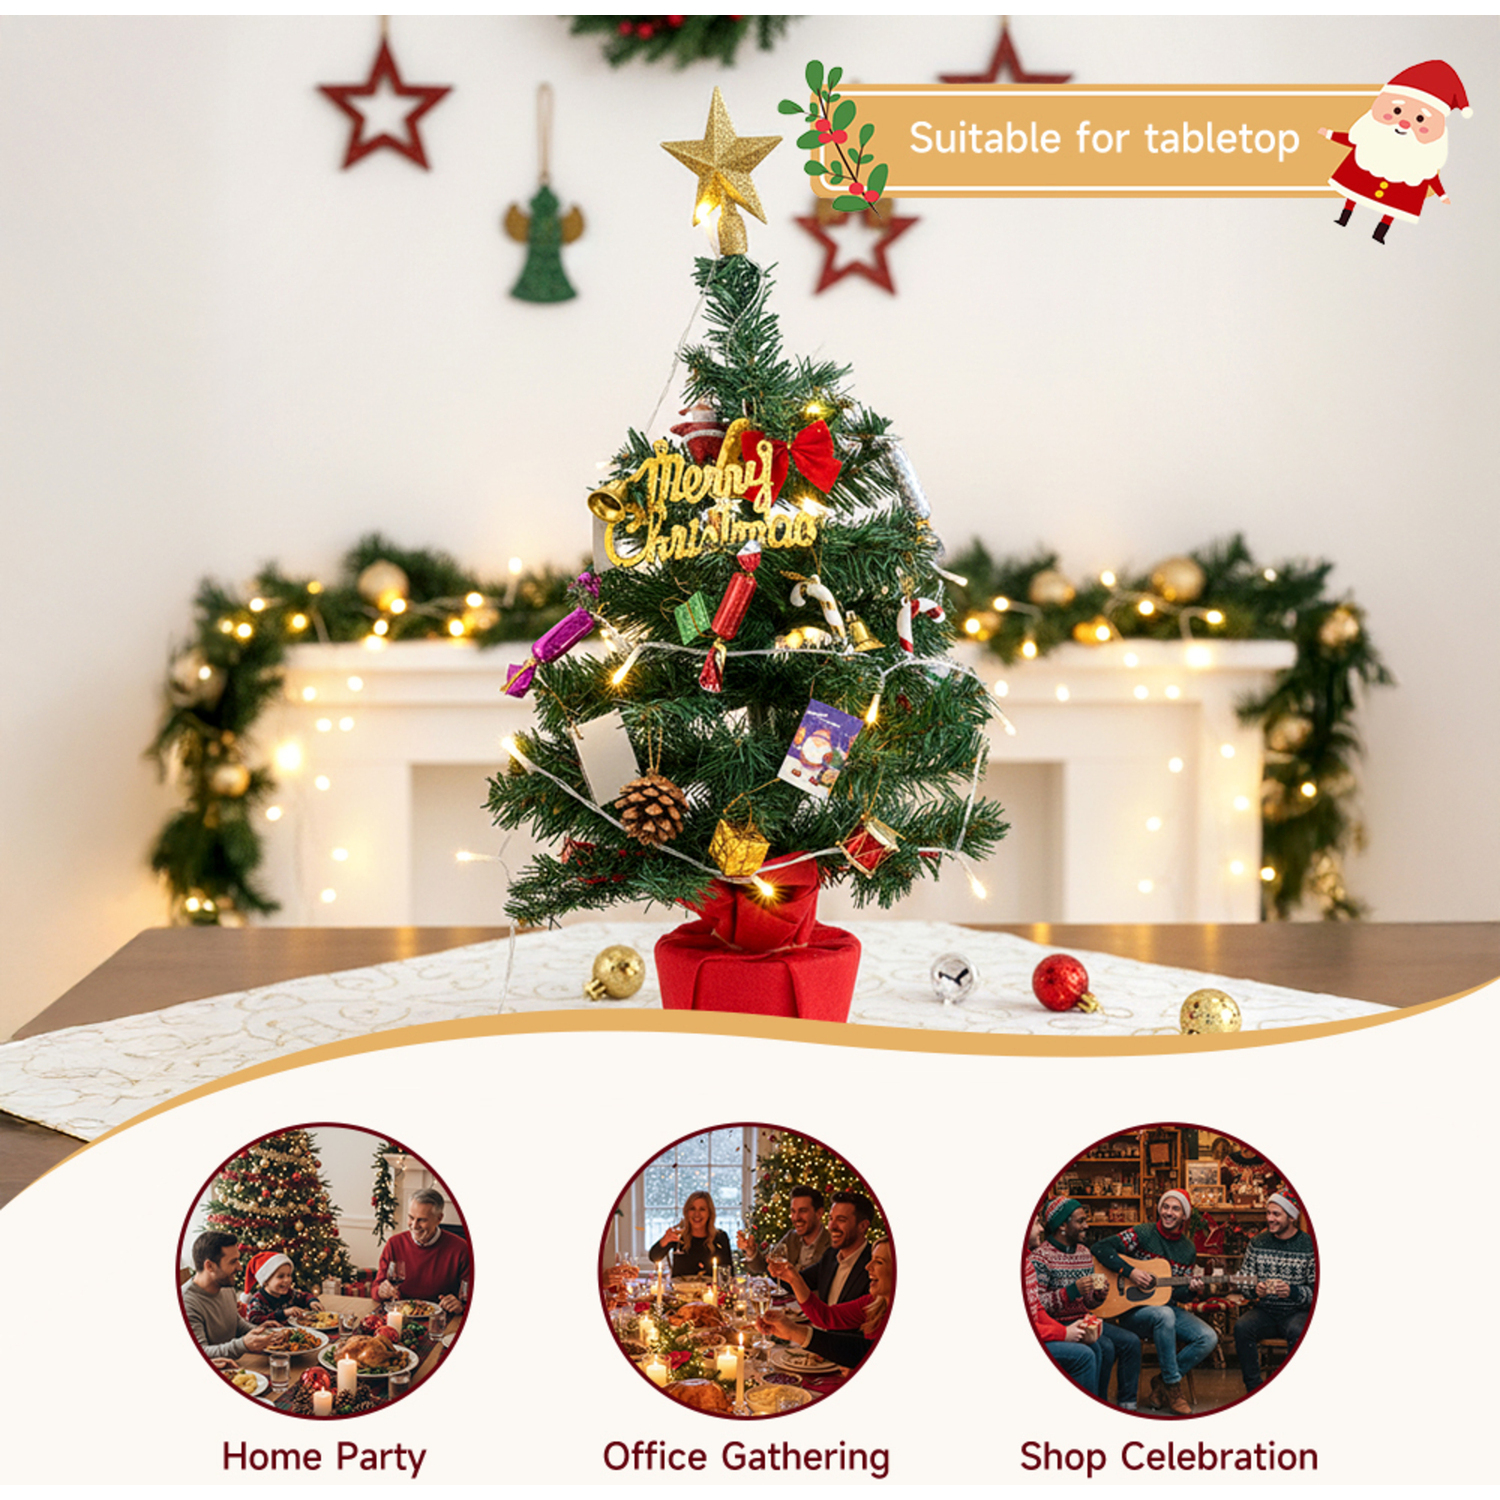 Suitable for tabletop
Merry
Christmas
Home Party
Office Gathering
Shop Celebration